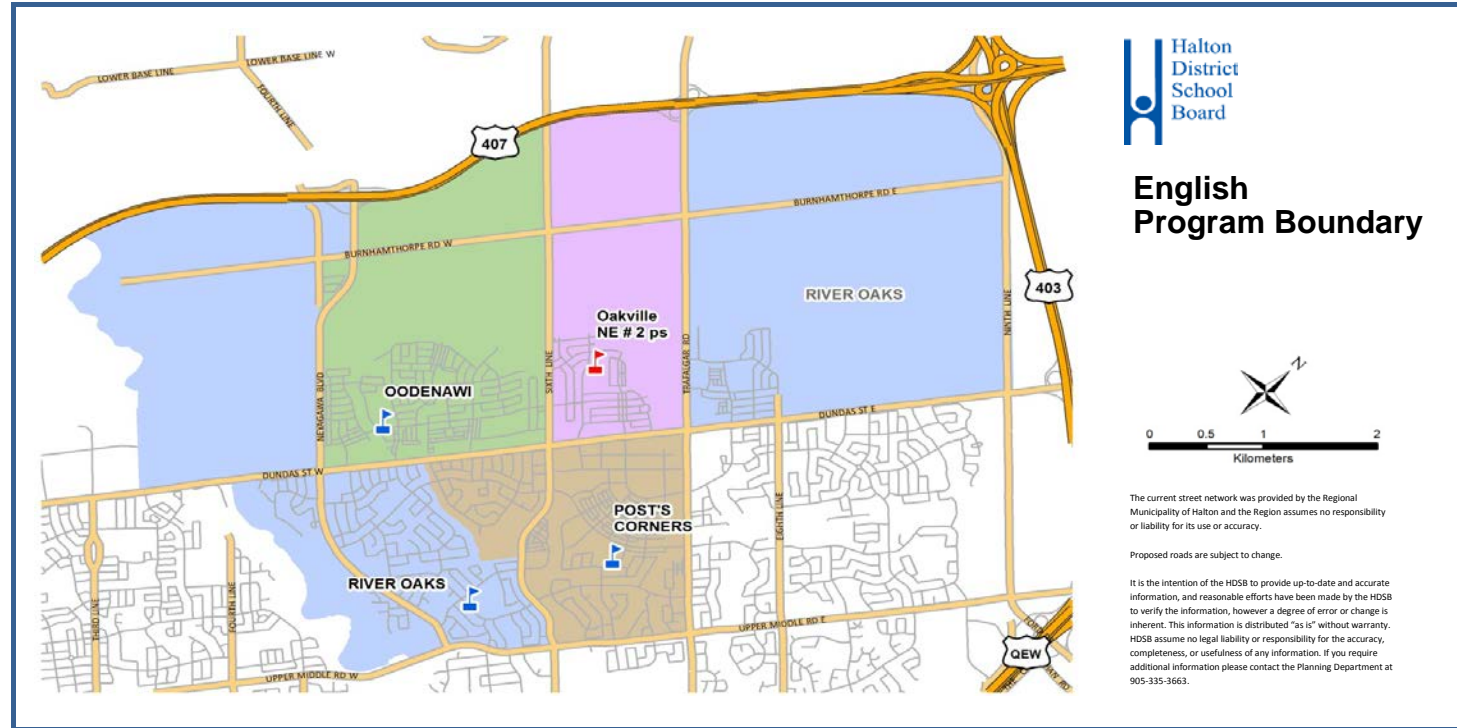 LOWER BASE LINE
LOWER BASE LINE W
FOURTH LINE
407
BURNHAMTHORPE RD W
BURNHAMTHORPE RD E
RIVER OAKS
403
NINTH LINE
Oakville
NE # 2 ps
SIXTH LINE
TRAFALGAR RD
NEYAGAWA BLVD
OODENAWI
DUNDAS ST E
DUNDAS ST W
POST'S
CORNERS
EIGHTH LINE
RIVER OAKS
THIRD LINE
FOURTH LINE
UPPER MIDDLE RD E
UPPER MIDDLE RD W
QEW
Halton
District
School
Board
English
Program Boundary
N
0 0.5 1 2
Kilometers
The current street network was provided by the Regional
Municipality of Halton and the Region assumes no responsibility
or liability for its use or accuracy.
Proposed roads are subject to change.
It is the intention of the HDSB to provide up-to-date and accurate
information, and reasonable efforts have been made by the HDSB
to verify the information, however a degree of error or change is
inherent. This information is distributed "as is" without warranty.
HDSB assume no legal liability or responsibility for the accuracy,
completeness, or usefulness of any information. If you require
additional information please contact the Planning Department at
905-335-3663.